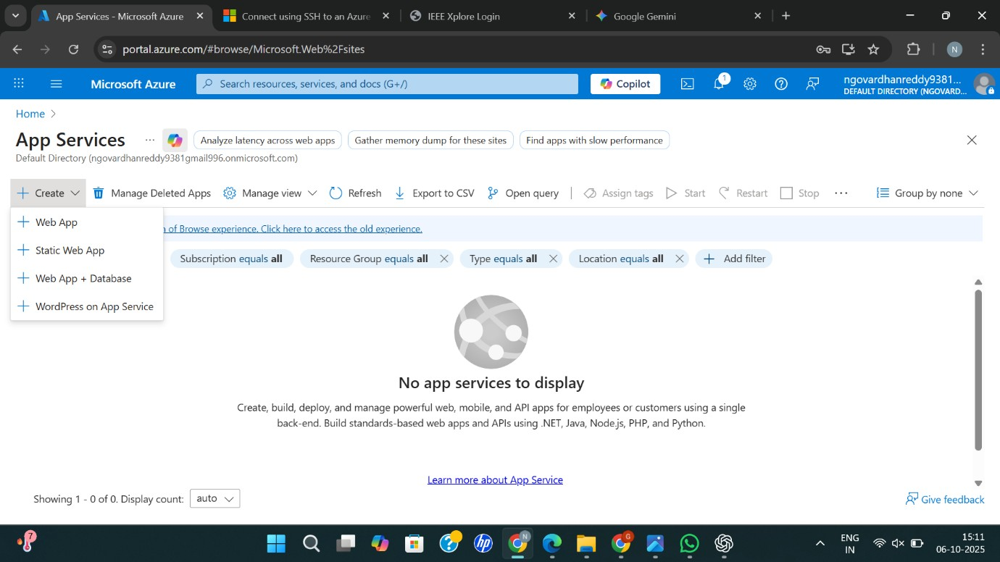 App Services - Microsoft Azure
Connect using SSH to an Azure
IEEE Xplore Login
Google Gemini
portal.azure.com/#browse/Microsoft.Web%2Fsites
N
Microsoft Azure
Search resources, services, and docs (G+/)
Copilot
1
ngovardhanreddy9381...
DEFAULT DIRECTORY (NGOVARD...
Home
App Services
Analyze latency across web apps
Gather memory dump for these sites
Find apps with slow performance
Default Directory (ngovardhanreddy9381gmail996.onmicrosoft.com)
Create
Manage Deleted Apps
Manage view
Refresh
Export to CSV
Open query
Assign tags
Start
Restart
Stop
Group by none
Web App
Static Web App
Web App + Database
WordPress on App Service
of Browse experience. Click here to access the old experience.
Subscription equals all
Resource Group equals all
Type equals all
Location equals all
Add filter
No app services to display
Create, build, deploy, and manage powerful web, mobile, and API apps for employees or customers using a single
back-end. Build standards-based web apps and APIs using .NET, Java, Node.js, PHP, and Python.
Learn more about App Service
Showing 1 - 0 of 0. Display count:
auto
Give feedback
7
hp
N
G
ENG
IN
15:11
06-10-2025